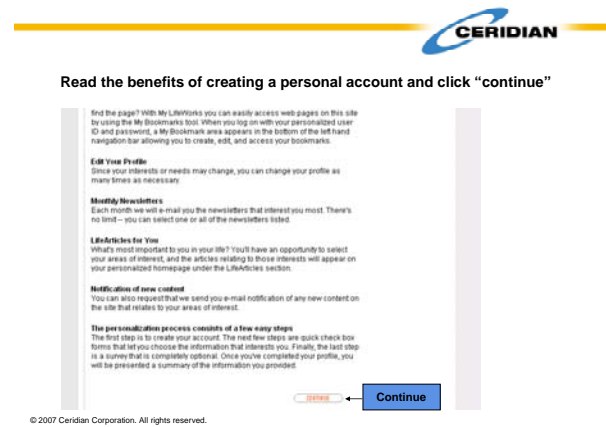 CERIDIAN
Read the benefits of creating a personal account and click “continue”
find the page? With My LifeWorks you can easily access web pages on this site
by using the My Bookmarks tool. When you log on with your personalized user
ID and password, a My Bookmark area appears in the bottom of the left hand
navigation bar allowing you to create, edit, and access your bookmarks.
Edit Your Profile
Since your interests or needs may change, you can change your profile as
many times as necessary.
Monthly Newsletters
Each month we will e-mail you the newsletters that interest you most. There's
no limit – you can select one or all of the newsletters listed.
LifeArticles for You
What's most important to you in your life? You'll have an opportunity to select
your areas of interest, and the articles relating to those interests will appear on
your personalized homepage under the LifeArticles section.
Notification of new content
You can also request that we send you e-mail notification of any new content on
the site that relates to your areas of interest.
The personalization process consists of a few easy steps
The first step is to create your account. The next few steps are quick check box
forms that let you choose the information that interests you. Finally, the last step
is a survey that is completely optional. Once you've completed your profile, you
will be presented a summary of the information you provided.
CONTINUE
Continue
© 2007 Ceridian Corporation. All rights reserved.